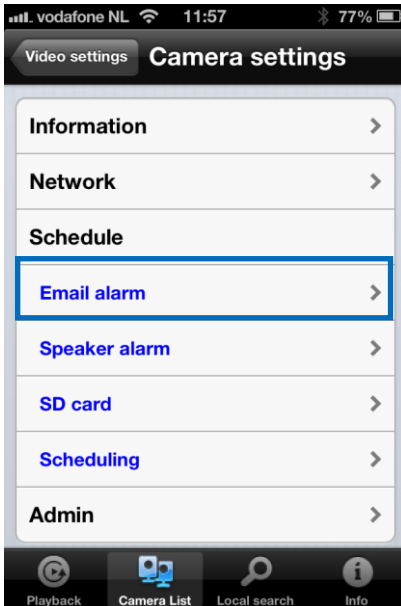 vodafone NL 11:57 77%
Video settings Camera settings
Information
Network
Schedule
Email alarm
Speaker alarm
SD card
Scheduling
Admin
Playback Camera List Local search Info